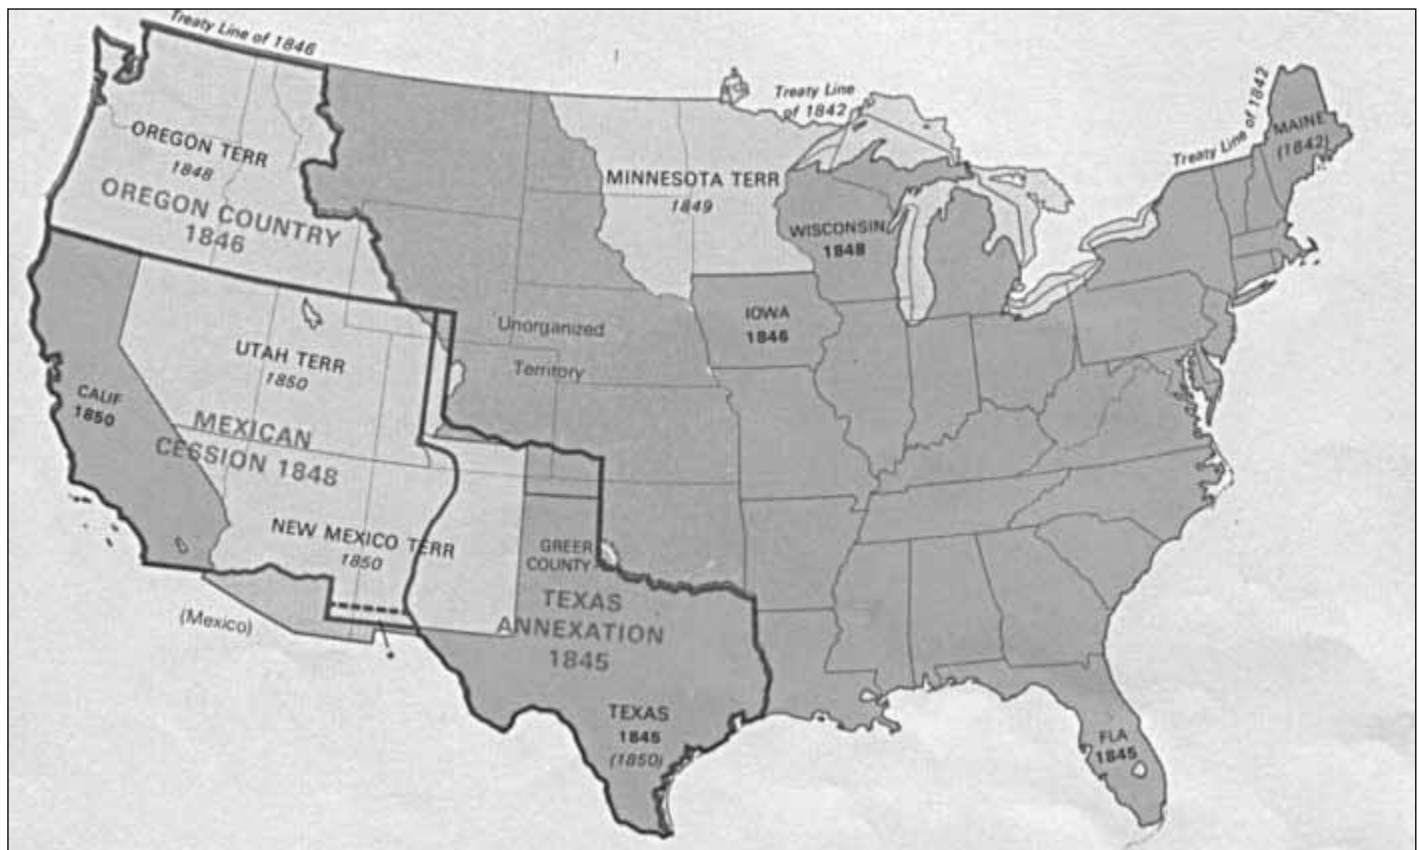 Treaty Line of 1846
OREGON TERR
1848
OREGON COUNTRY
1846
Treaty Line
of 1842
MINNESOTA TERR
1849
WISCONSIN
1848
IOWA
1846
Treaty Line of 1842
MAINE
(1842)
Unorganized
Territory
UTAH TERR
1850
CALIF
1850
MEXICAN
CESSION 1848
NEW MEXICO TERR
1850
(Mexico)
*
GREER
COUNTY
TEXAS
ANNEXATION
1845
TEXAS
1845
(1850)
FLA
1845